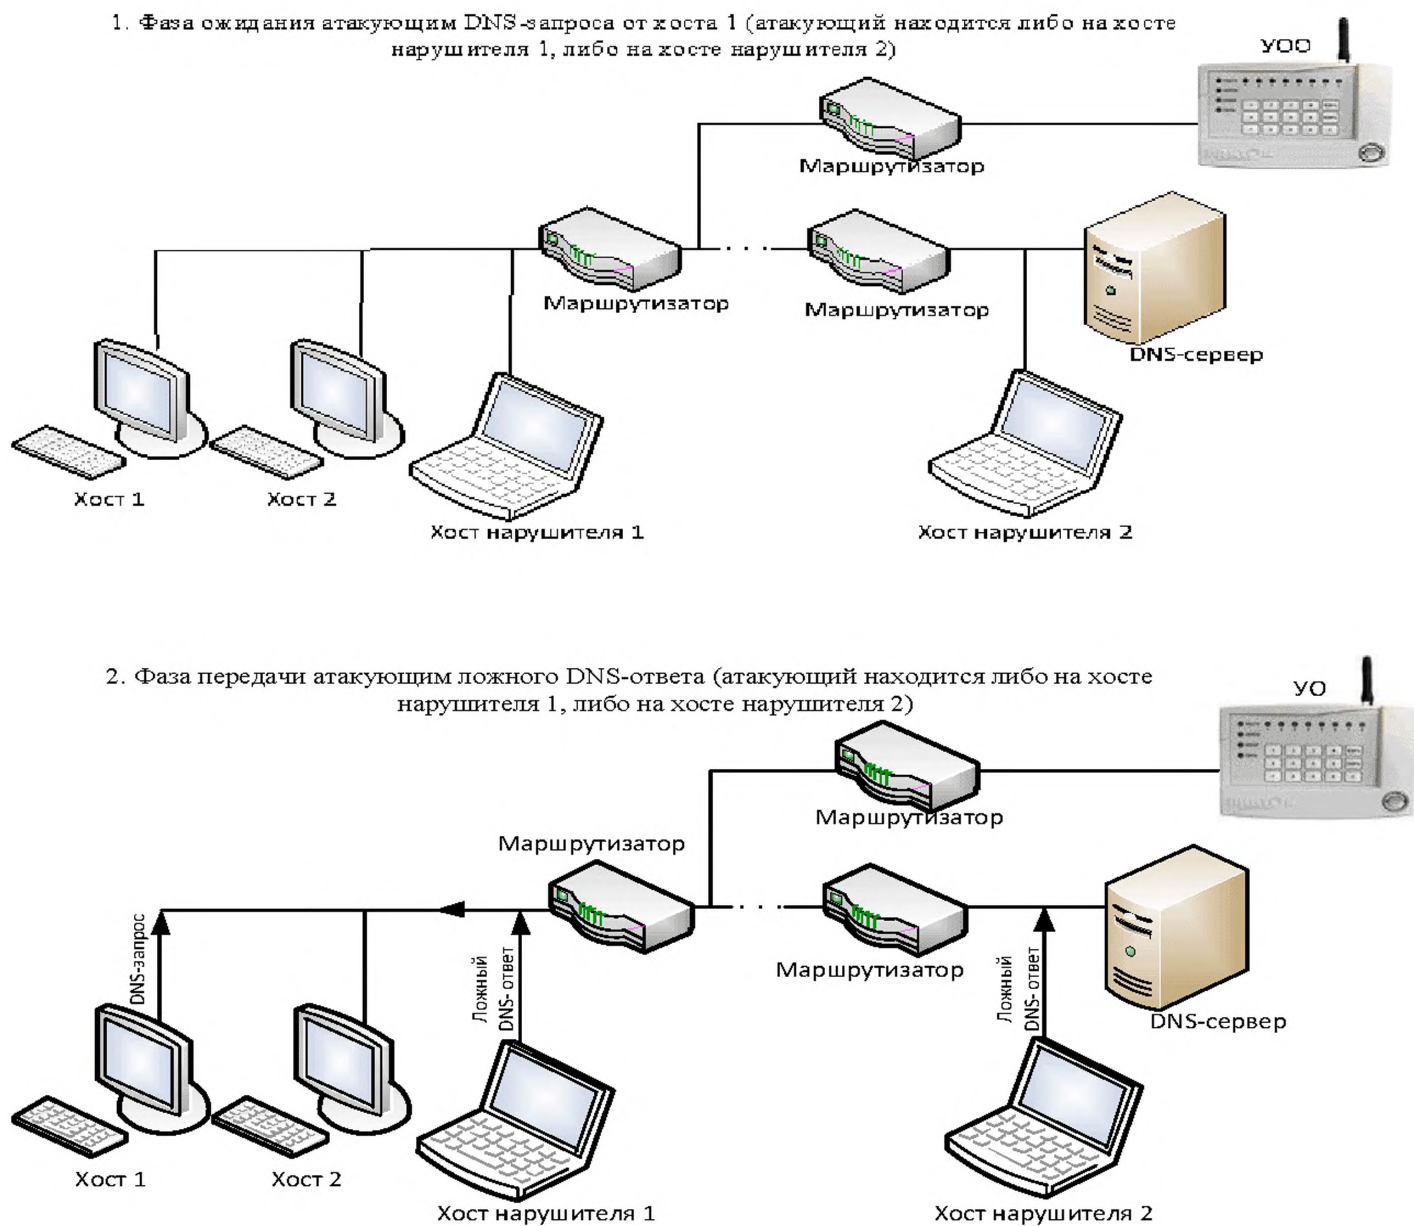 1. Фаза ожидания атакующим DNS-запроса от хоста 1 (атакующий находится либо на хосте
нарушителя 1, либо на хосте нарушителя 2)
УОО
Маршрутизатор
Маршрутизатор
Маршрутизатор
DNS-сервер
Хост 1
Хост 2
Хост нарушителя 1
Хост нарушителя 2
2. Фаза передачи атакующим ложного DNS-ответа (атакующий находится либо на хосте
нарушителя 1, либо на хосте нарушителя 2)
УО
Маршрутизатор
Маршрутизатор
Маршрутизатор
DNS-запрос
Ложный
DNS- ответ
Ложный
DNS- ответ
DNS-сервер
Хост 1
Хост 2
Хост нарушителя 1
Хост нарушителя 2